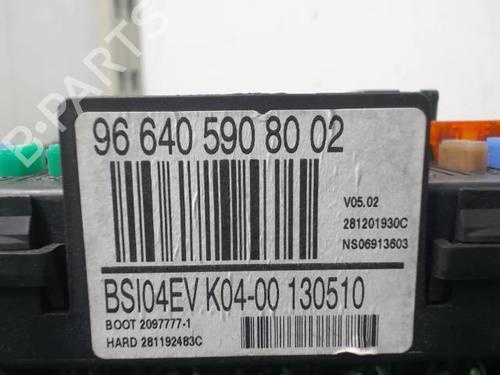 B-PARTS
96 640 590 80 02
V05.02
281201930C
NS06913603
BSI04EV K04-00 130510
BOOT 2097777-1
HARD 281192483C